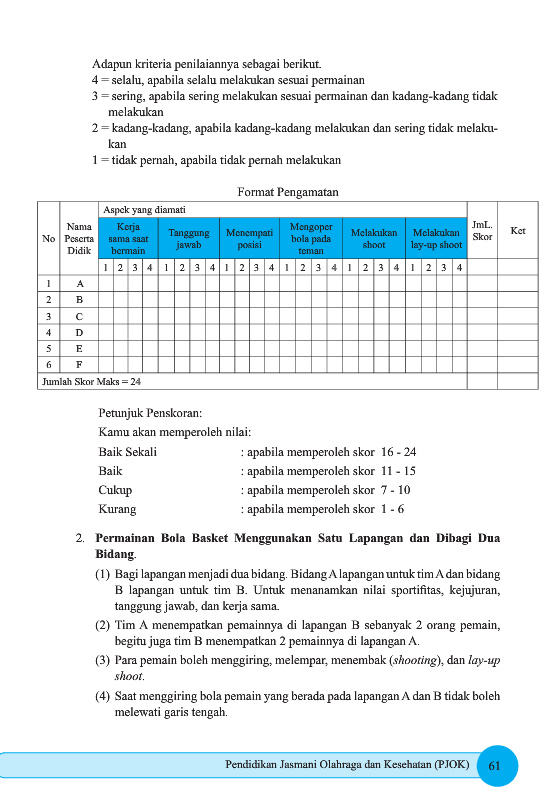 Adapun kriteria penilaiannya sebagai berikut.
4 = selalu, apabila selalu melakukan sesuai permainan
3 = sering, apabila sering melakukan sesuai permainan dan kadang-kadang tidak
melakukan
2 = kadang-kadang, apabila kadang-kadang melakukan dan sering tidak melaku-
kan
1 = tidak pernah, apabila tidak pernah melakukan
Format Pengamatan
No
Nama
Peserta
Didik
Aspek yang diamati
Kerja
sama saat
bermain
Tanggung
jawab
Menempati
posisi
Mengoper
bola pada
teman
Melakukan
shoot
Melakukan
lay-up shoot
JmL.
Skor
Ket
1 2 3 4 1 2 3 4 1 2 3 4 1 2 3 4 1 2 3 4 1 2 3 4
1 A
2 B
3 C
4 D
5 E
6 F
Jumlah Skor Maks = 24
Petunjuk Penskoran:
Kamu akan memperoleh nilai:
Baik Sekali : apabila memperoleh skor 16 - 24
Baik : apabila memperoleh skor 11 - 15
Cukup : apabila memperoleh skor 7 - 10
Kurang : apabila memperoleh skor 1 - 6
2. Permainan Bola Basket Menggunakan Satu Lapangan dan Dibagi Dua
Bidang.
(1) Bagi lapangan menjadi dua bidang. Bidang A lapangan untuk tim A dan bidang
B lapangan untuk tim B. Untuk menanamkan nilai sportifitas, kejujuran,
tanggung jawab, dan kerja sama.
(2) Tim A menempatkan pemainnya di lapangan B sebanyak 2 orang pemain,
begitu juga tim B menempatkan 2 pemainnya di lapangan A.
(3) Para pemain boleh menggiring, melempar, menembak (shooting), dan lay-up
shoot.
(4) Saat menggiring bola pemain yang berada pada lapangan A dan B tidak boleh
melewati garis tengah.
Pendidikan Jasmani Olahraga dan Kesehatan (PJOK) 61